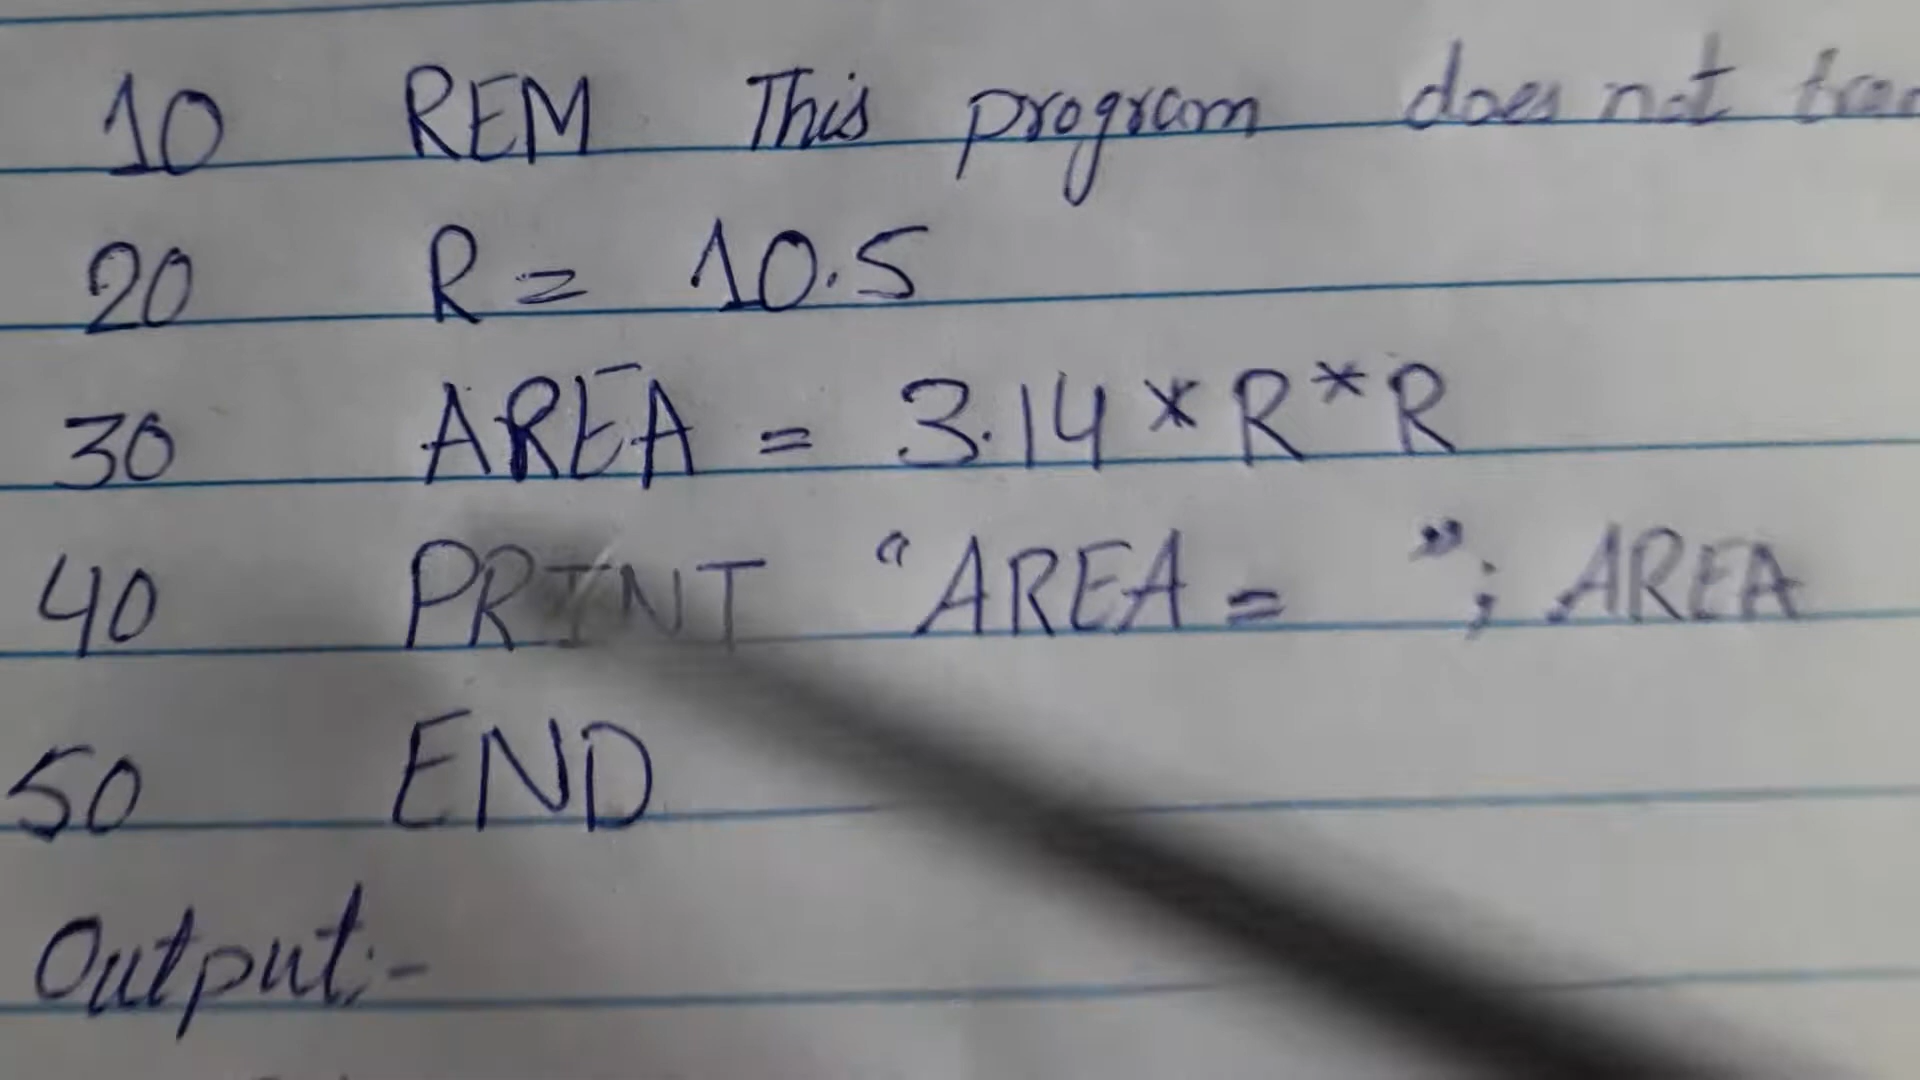 10 REM This program does not
20 R = 10.5
30 AREA = 3.14 * R * R
40 PRINT "AREA = "; AREA
50 END
Output:-